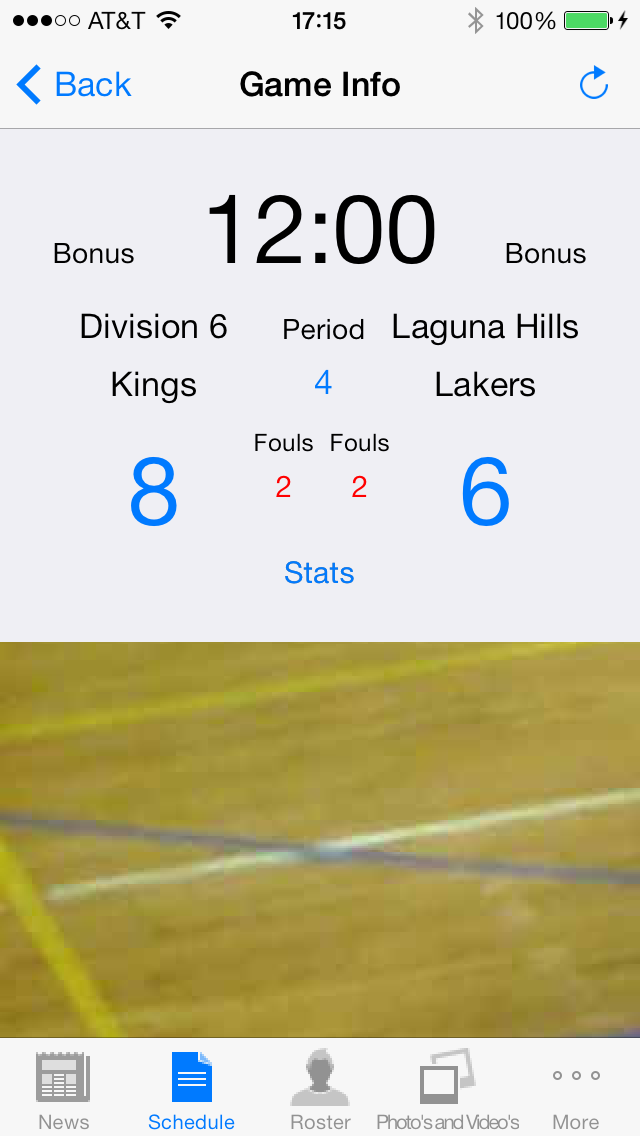 AT&T 17:15 100%
Back Game Info
12:00
Bonus Bonus
Division 6 Period Laguna Hills
Kings 4 Lakers
Fouls Fouls
8 2 2 6
Stats
News Schedule Roster Photo's and Video's More